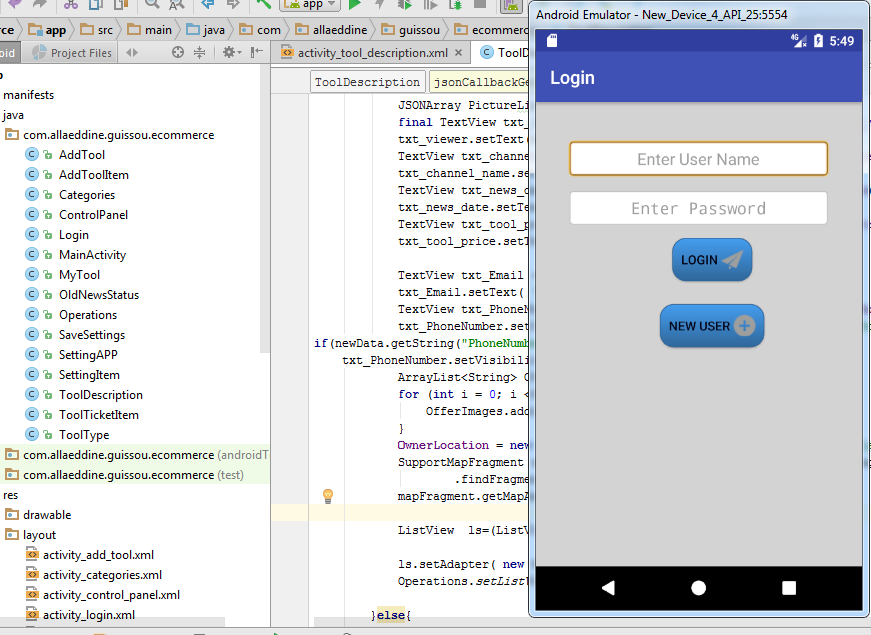 app
Android Emulator - New_Device_4_API_25:5554
app
src
main
java
com
allaeddine
guissou
ecommerce
Project Files
activity_tool_description.xml
ToolD
ToolDescription
jsonCallbackGe
manifests
java
com.allaeddine.guissou.ecommerce
AddTool
AddToolItem
Categories
ControlPanel
Login
MainActivity
MyTool
OldNewsStatus
Operations
SaveSettings
SettingAPP
SettingItem
ToolDescription
ToolTicketItem
ToolType
com.allaeddine.guissou.ecommerce (androidT
com.allaeddine.guissou.ecommerce (test)
res
drawable
layout
activity_add_tool.xml
activity_categories.xml
activity_control_panel.xml
activity_login.xml
JSONArray PictureLi
final TextView txt_
txt_viewer.setText(
TextView txt_channe
txt_channel_name.se
TextView txt_news_d
txt_news_date.setTe
TextView txt_tool_p
txt_tool_price.setT
TextView txt_Email
txt_Email.setText(
TextView txt_PhoneN
txt_PhoneNumber.set
if(newData.getString("PhoneNumb
txt_PhoneNumber.setVisibili
ArrayList<String> O
for (int i = 0; i <
OfferImages.add
}
OwnerLocation = new
SupportMapFragment
.findFragme
mapFragment.getMapA
ListView ls=(ListV
ls.setAdapter( new
Operations.setListV
}else{
4G
5:49
Login
Enter User Name
Enter Password
LOGIN
NEW USER